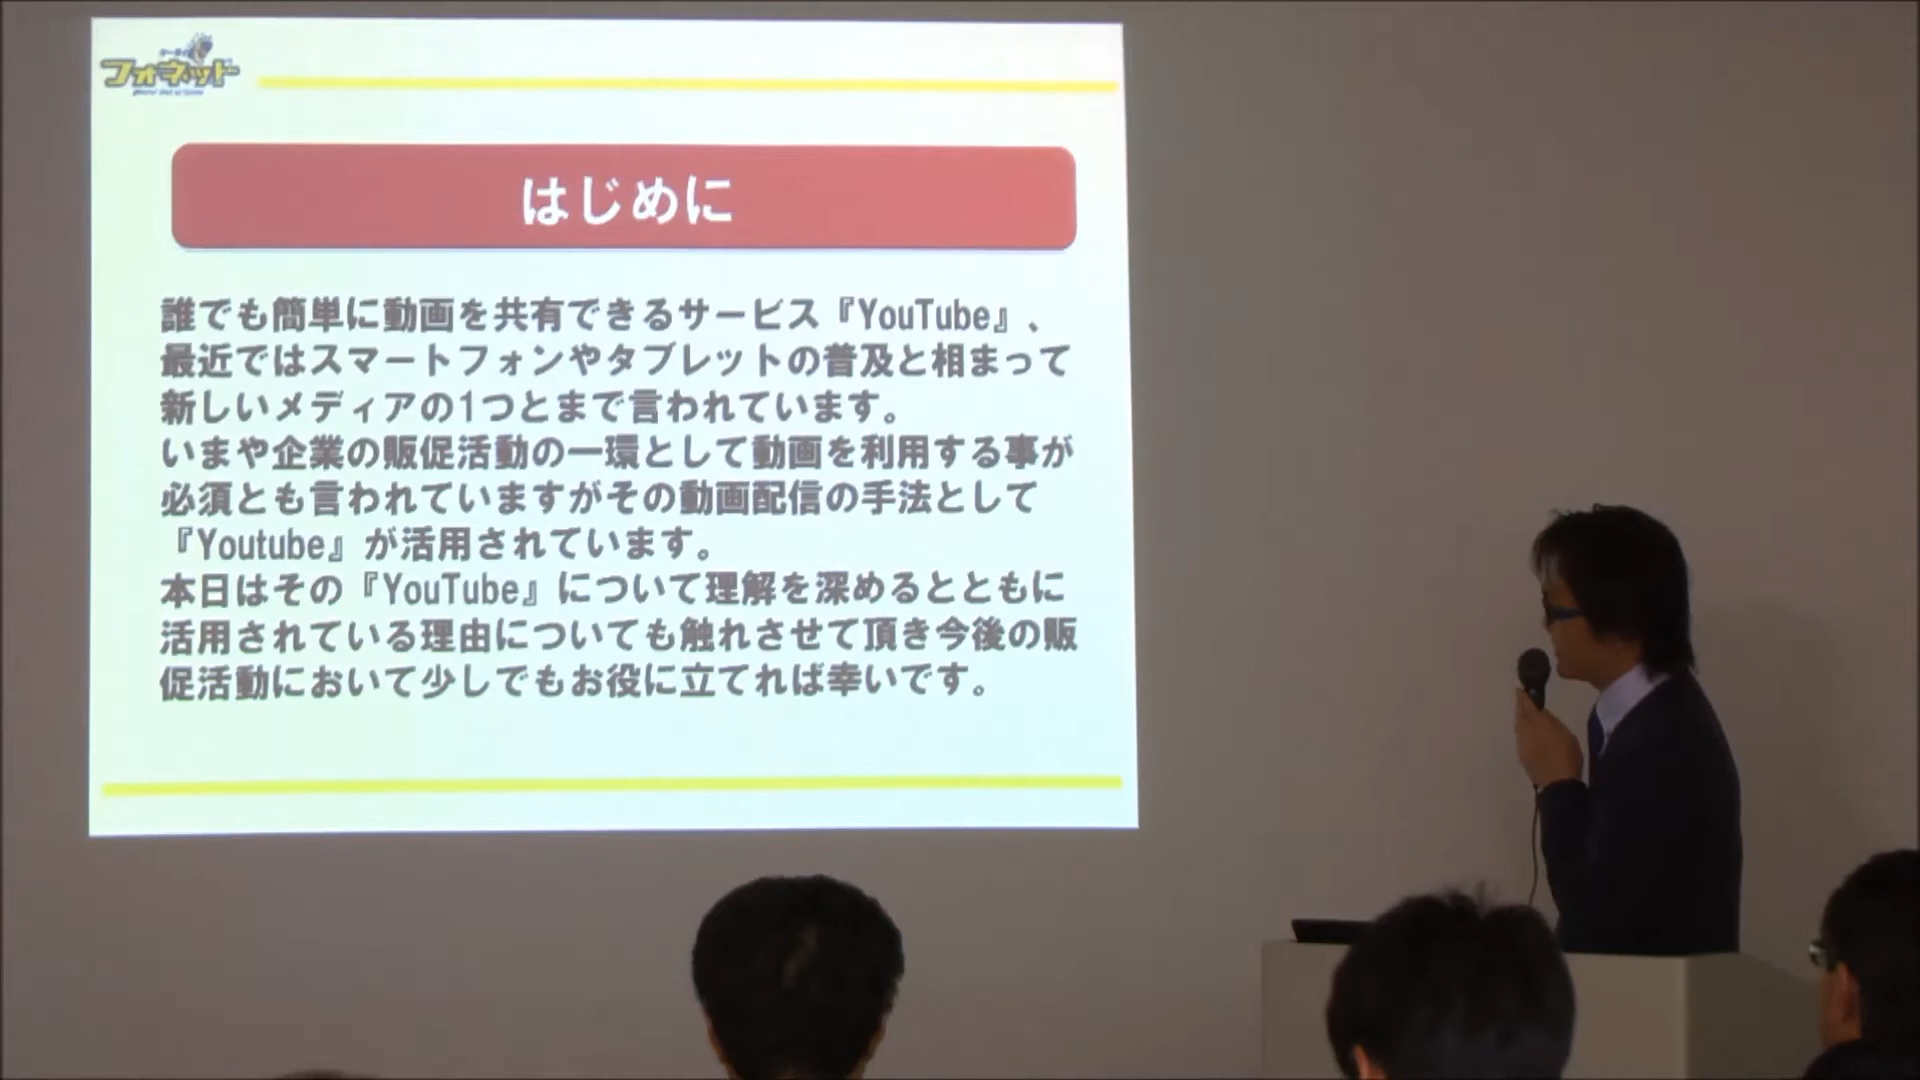 フォネット
はじめに
誰でも簡単に動画を共有できるサービス『YouTube』、
最近ではスマートフォンやタブレットの普及と相まって
新しいメディアの1つとまで言われています。
いまや企業の販促活動の一環として動画を利用する事が
必須とも言われていますがその動画配信の手法として
『Youtube』が活用されています。
本日はその『YouTube』について理解を深めるとともに
活用されている理由についても触れさせて頂き今後の販
促活動において少しでもお役に立てれば幸いです。